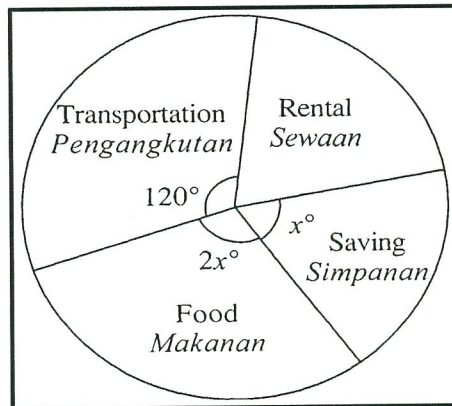 Transportation
Pengangkutan
Rental
Sewaan
120°
x°
2x°
Saving
Simpanan
Food
Makanan